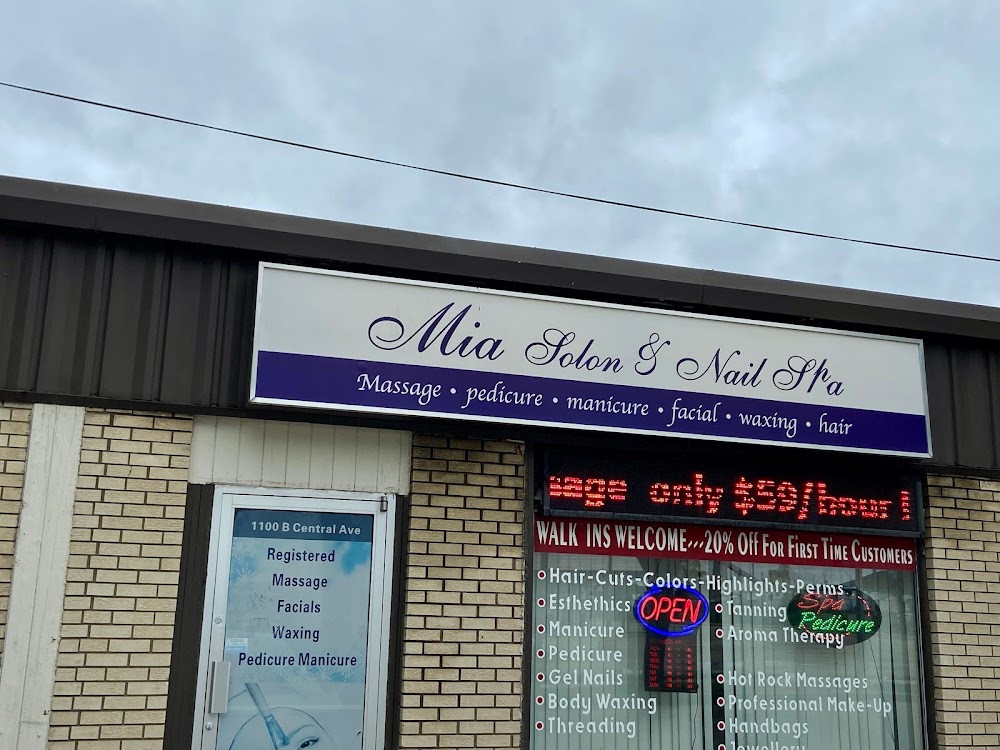 Mia Solon & Nail Spa
Massage • pedicure • manicure • facial • waxing • hair
only $59/hour!
WALK INS WELCOME---20% OFF FOR FIRST TIME CUSTOMERS
1100 B Central Ave
Registered
Massage
Facials
Waxing
Pedicure Manicure
Hair-Cuts-Colors-Highlights-Perms
Esthethics
Manicure
Pedicure
Gel Nails
Body Waxing
Threading
OPEN
Tanning
Aroma Therapy
Spa
Pedicure
Hot Rock Massages
Professional Make-Up
Handbags
Jewellery